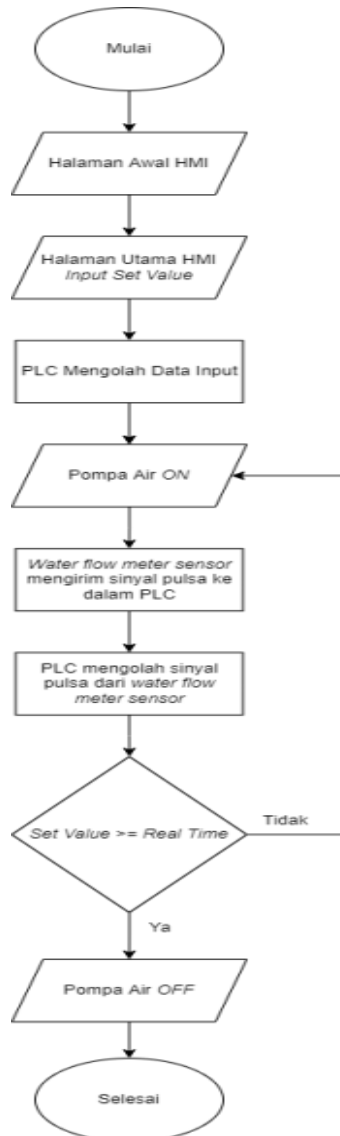 Mulai
Halaman Awal HMI
Halaman Utama HMI
Input Set Value
PLC Mengolah Data Input
Pompa Air ON
Water flow meter sensor
mengirim sinyal pulsa ke
dalam PLC
PLC mengolah sinyal
pulsa dari water flow
meter sensor
Set Value >= Real Time
Tidak
Ya
Pompa Air OFF
Selesai